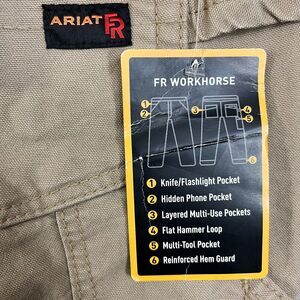 ARIAT FR
FR WORKHORSE
1 2 3 4 5 6
1 Knife/Flashlight Pocket
2 Hidden Phone Pocket
3 Layered Multi-Use Pockets
4 Flat Hammer Loop
5 Multi-Tool Pocket
6 Reinforced Hem Guard